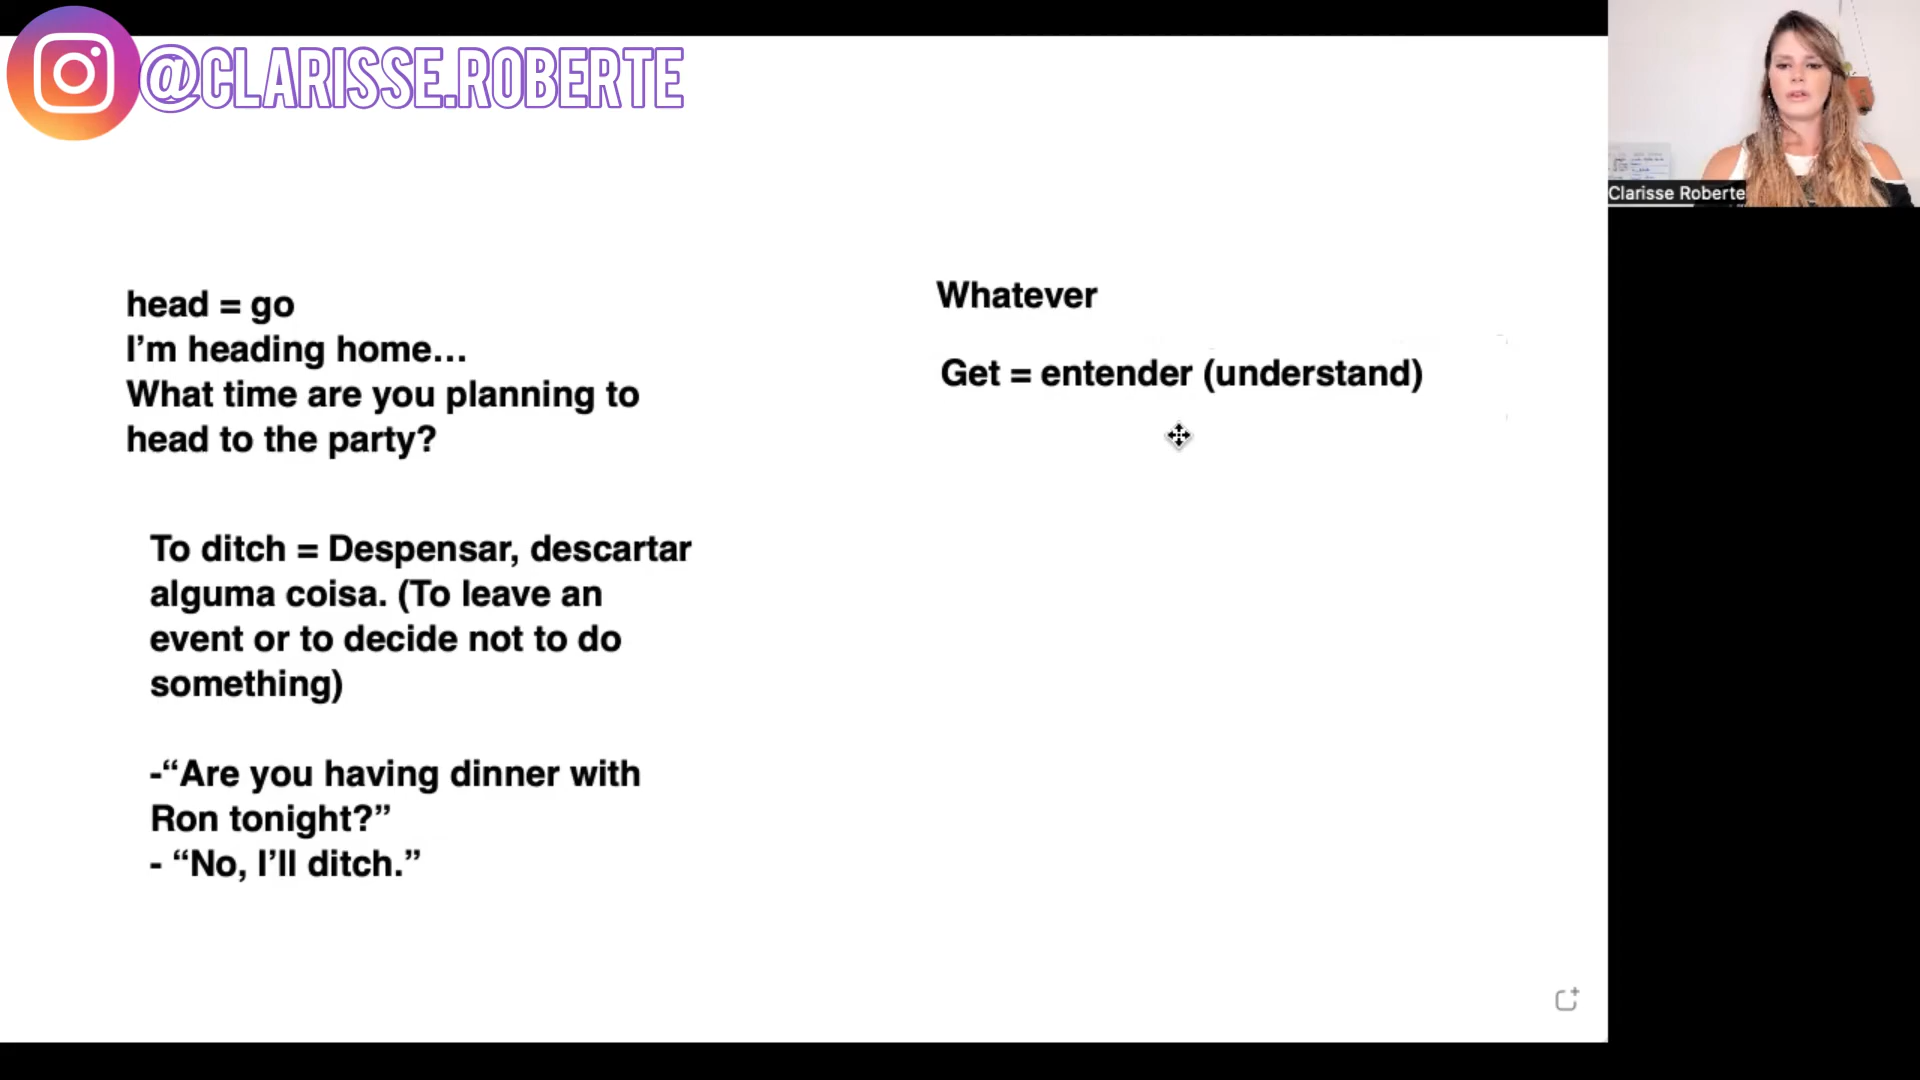 @CLARISSE.ROBERTE
Clarisse Roberte
head = go
I’m heading home…
What time are you planning to
head to the party?
To ditch = Despensar, descartar
alguma coisa. (To leave an
event or to decide not to do
something)
-“Are you having dinner with
Ron tonight?”
- “No, I’ll ditch.”
Whatever
Get = entender (understand)